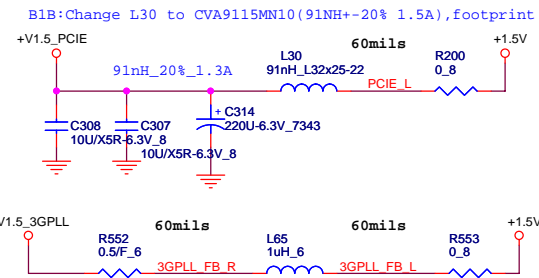 B1B:Change L30 to CVA9115MN10(91NH+-20% 1.5A),footprint
+V1.5_PCIE
60mils
+1.5V
L30
R200
91nH_20%_1.3A
91nH_L32x25-22
0_8
PCIE_L
+ C314
220U-6.3V_7343
C308
C307
10U/X5R-6.3V_8
10U/X5R-6.3V_8
V1.5_3GPLL
60mils
60mils
+1.5V
R552
L65
R553
0.5/F_6
1uH_6
0_8
3GPLL_FB_R
3GPLL_FB_L